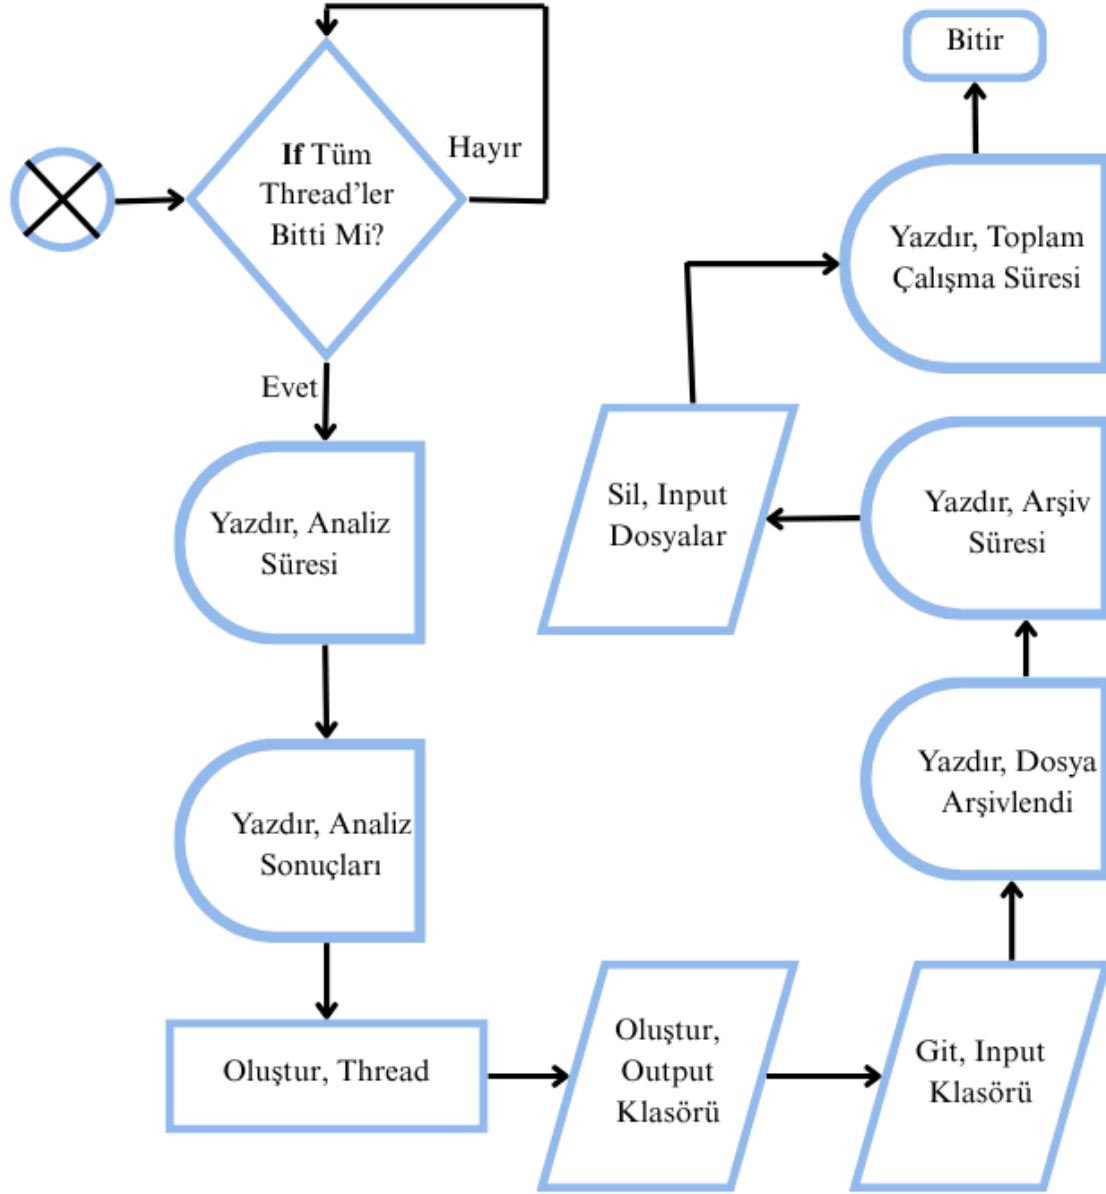 If Tüm
Thread'ler
Bitti Mi?
Hayır
Evet
Yazdır, Analiz
Süresi
Yazdır, Analiz
Sonuçları
Oluştur, Thread
Oluştur,
Output
Klasörü
Git, Input
Klasörü
Yazdır, Dosya
Arşivlendi
Yazdır, Arşiv
Süresi
Sil, Input
Dosyalar
Yazdır, Toplam
Çalışma Süresi
Bitir